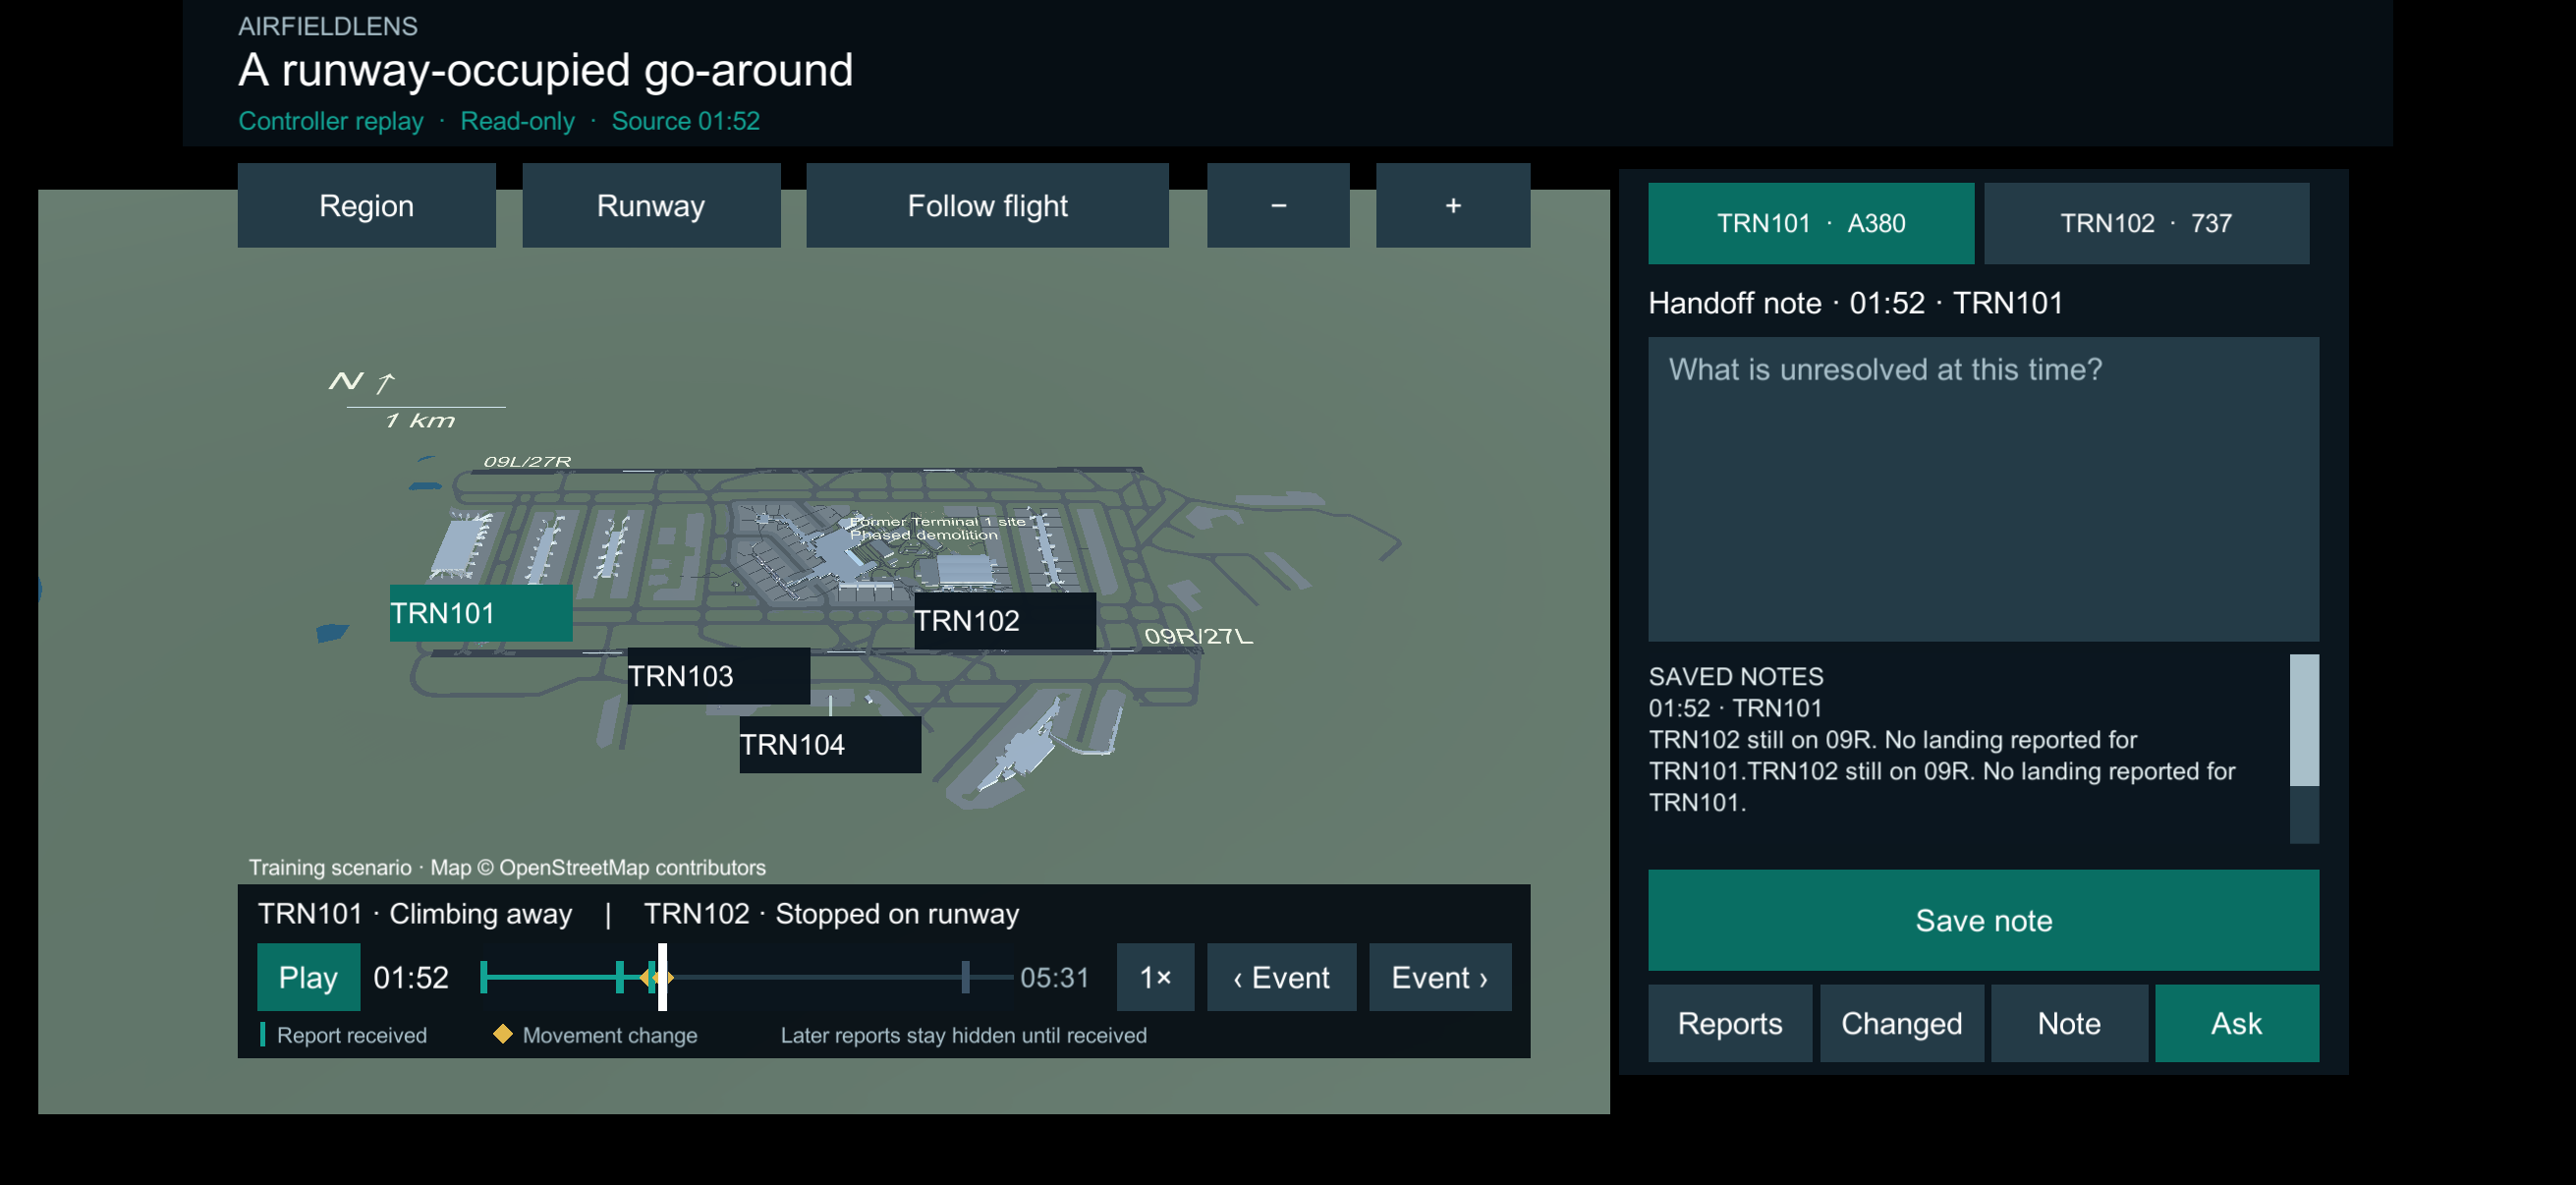 AIRFIELDLENS
A runway-occupied go-around
Controller replay · Read-only · Source 01:52
Region
Runway
Follow flight
−
+
N ↑
1 km
09L/27R
Former Terminal 1 site
Phased demolition
TRN101
TRN102
09R/27L
TRN103
TRN104
Training scenario · Map © OpenStreetMap contributors
TRN101 · Climbing away | TRN102 · Stopped on runway
Play
01:52
05:31
1×
‹ Event
Event ›
Report received
Movement change
Later reports stay hidden until received
TRN101 · A380
TRN102 · 737
Handoff note · 01:52 · TRN101
What is unresolved at this time?
SAVED NOTES
01:52 · TRN101
TRN102 still on 09R. No landing reported for
TRN101.TRN102 still on 09R. No landing reported for
TRN101.
Save note
Reports
Changed
Note
Ask